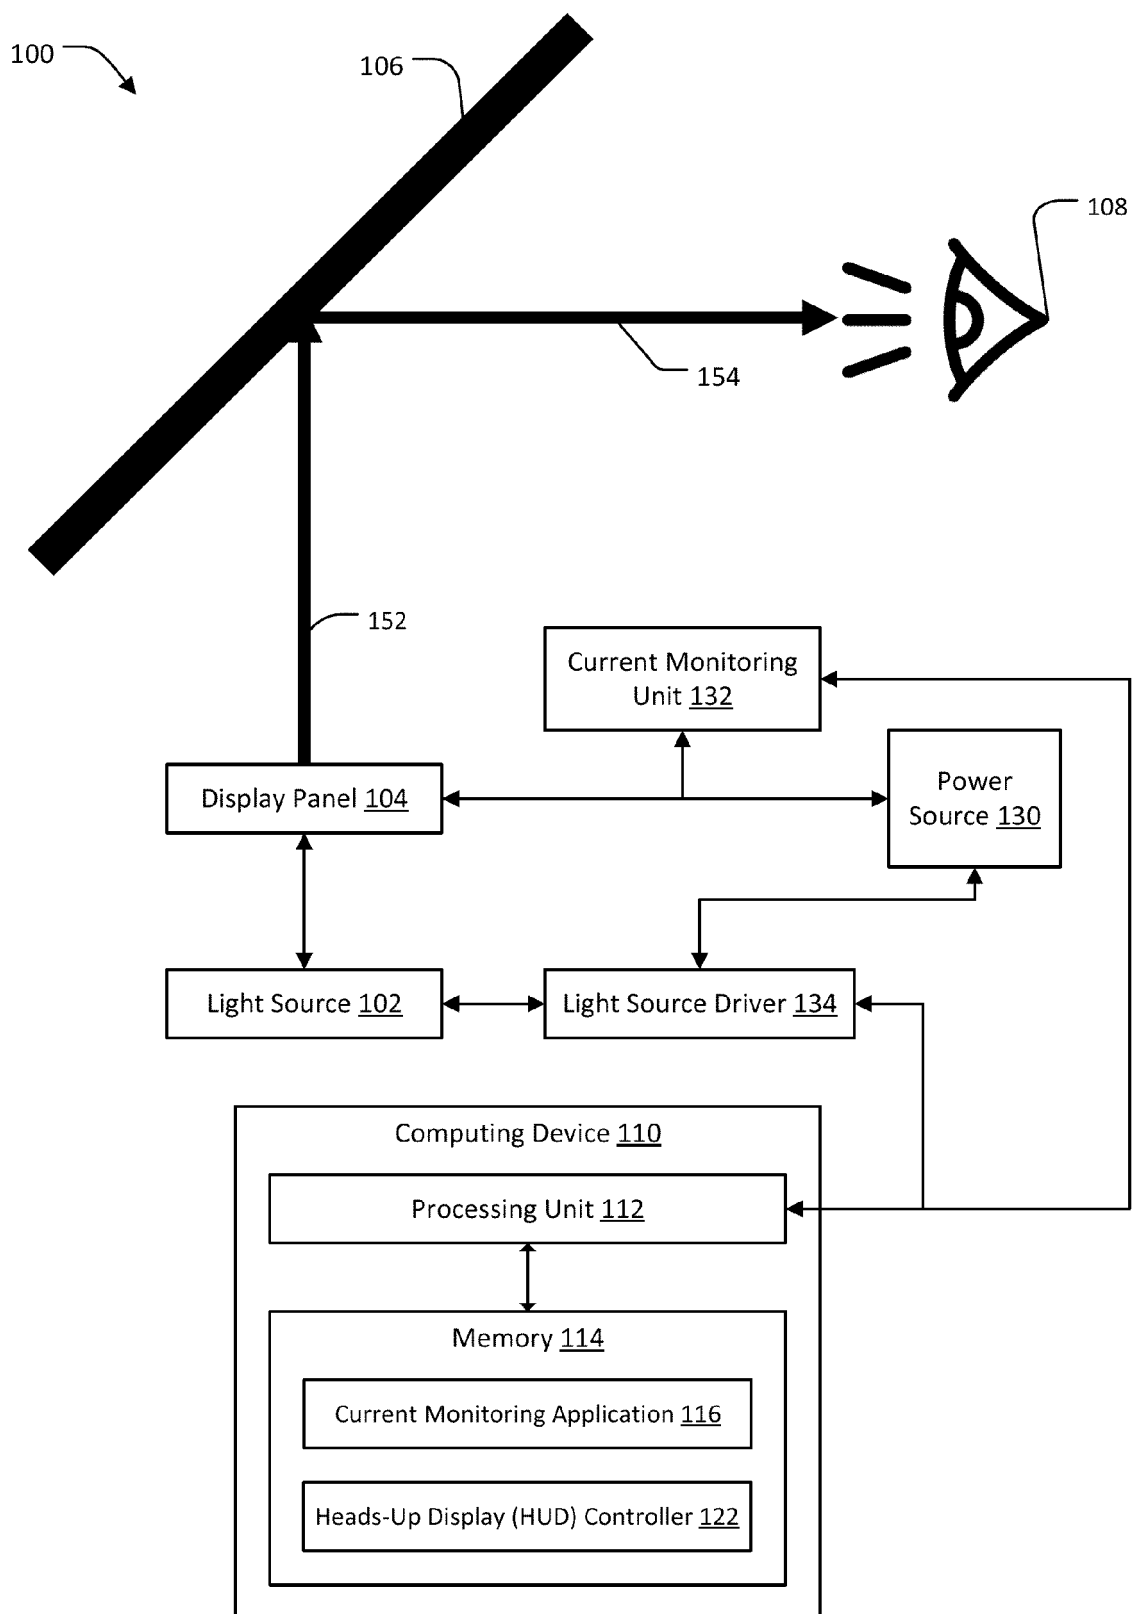 100
106
108
154
152
Current Monitoring
Unit 132
Display Panel 104
Power
Source 130
Light Source 102
Light Source Driver 134
Computing Device 110
Processing Unit 112
Memory 114
Current Monitoring Application 116
Heads-Up Display (HUD) Controller 122